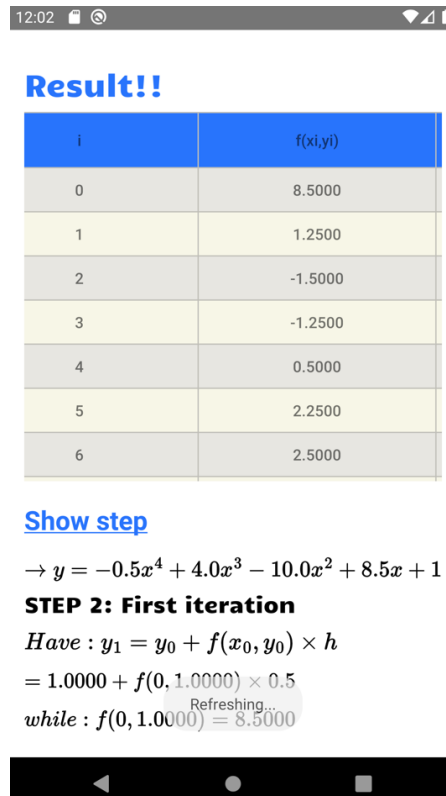 12:02
Result!!
i f(xi,yi)
0 8.5000
1 1.2500
2 -1.5000
3 -1.2500
4 0.5000
5 2.2500
6 2.5000
Show step
→ y = −0.5x⁴ + 4.0x³ − 10.0x² + 8.5x + 1
STEP 2: First iteration
Have : y₁ = y₀ + f(x₀, y₀) × h
= 1.0000 + f(0, 1.0000) × 0.5
Refreshing...
while : f(0, 1.0000) = 8.5000